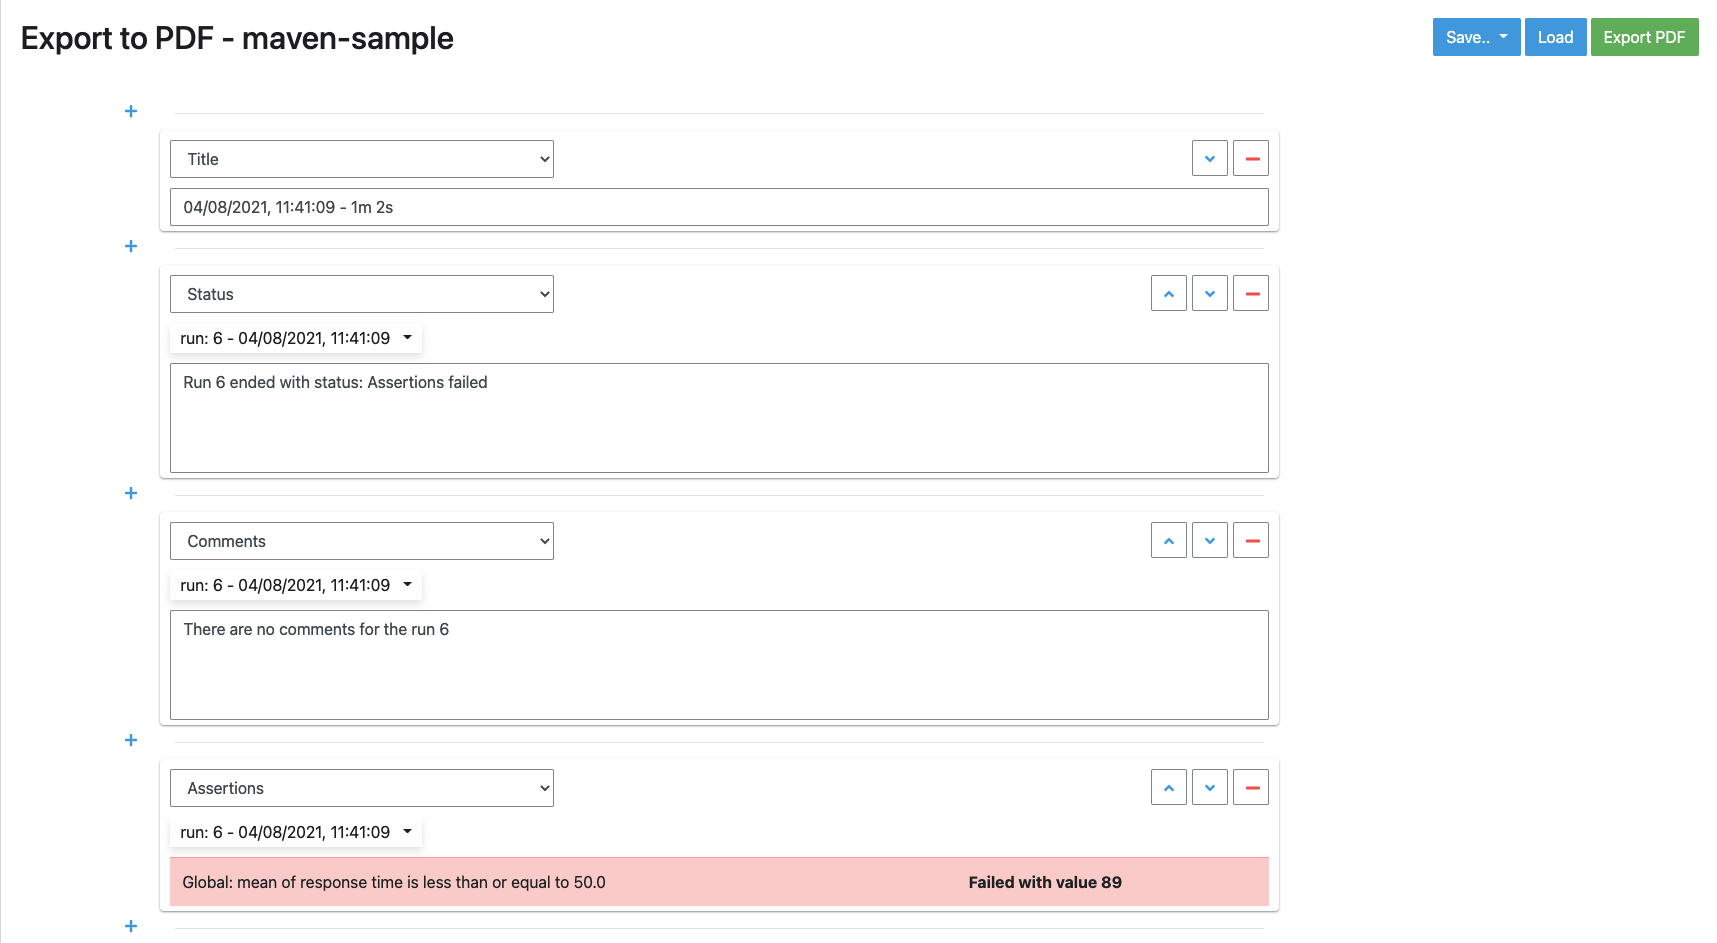 Export to PDF - maven-sample
Save..
Load
Export PDF
Title
04/08/2021, 11:41:09 - 1m 2s
Status
run: 6 - 04/08/2021, 11:41:09
Run 6 ended with status: Assertions failed
Comments
run: 6 - 04/08/2021, 11:41:09
There are no comments for the run 6
Assertions
run: 6 - 04/08/2021, 11:41:09
Global: mean of response time is less than or equal to 50.0 Failed with value 89